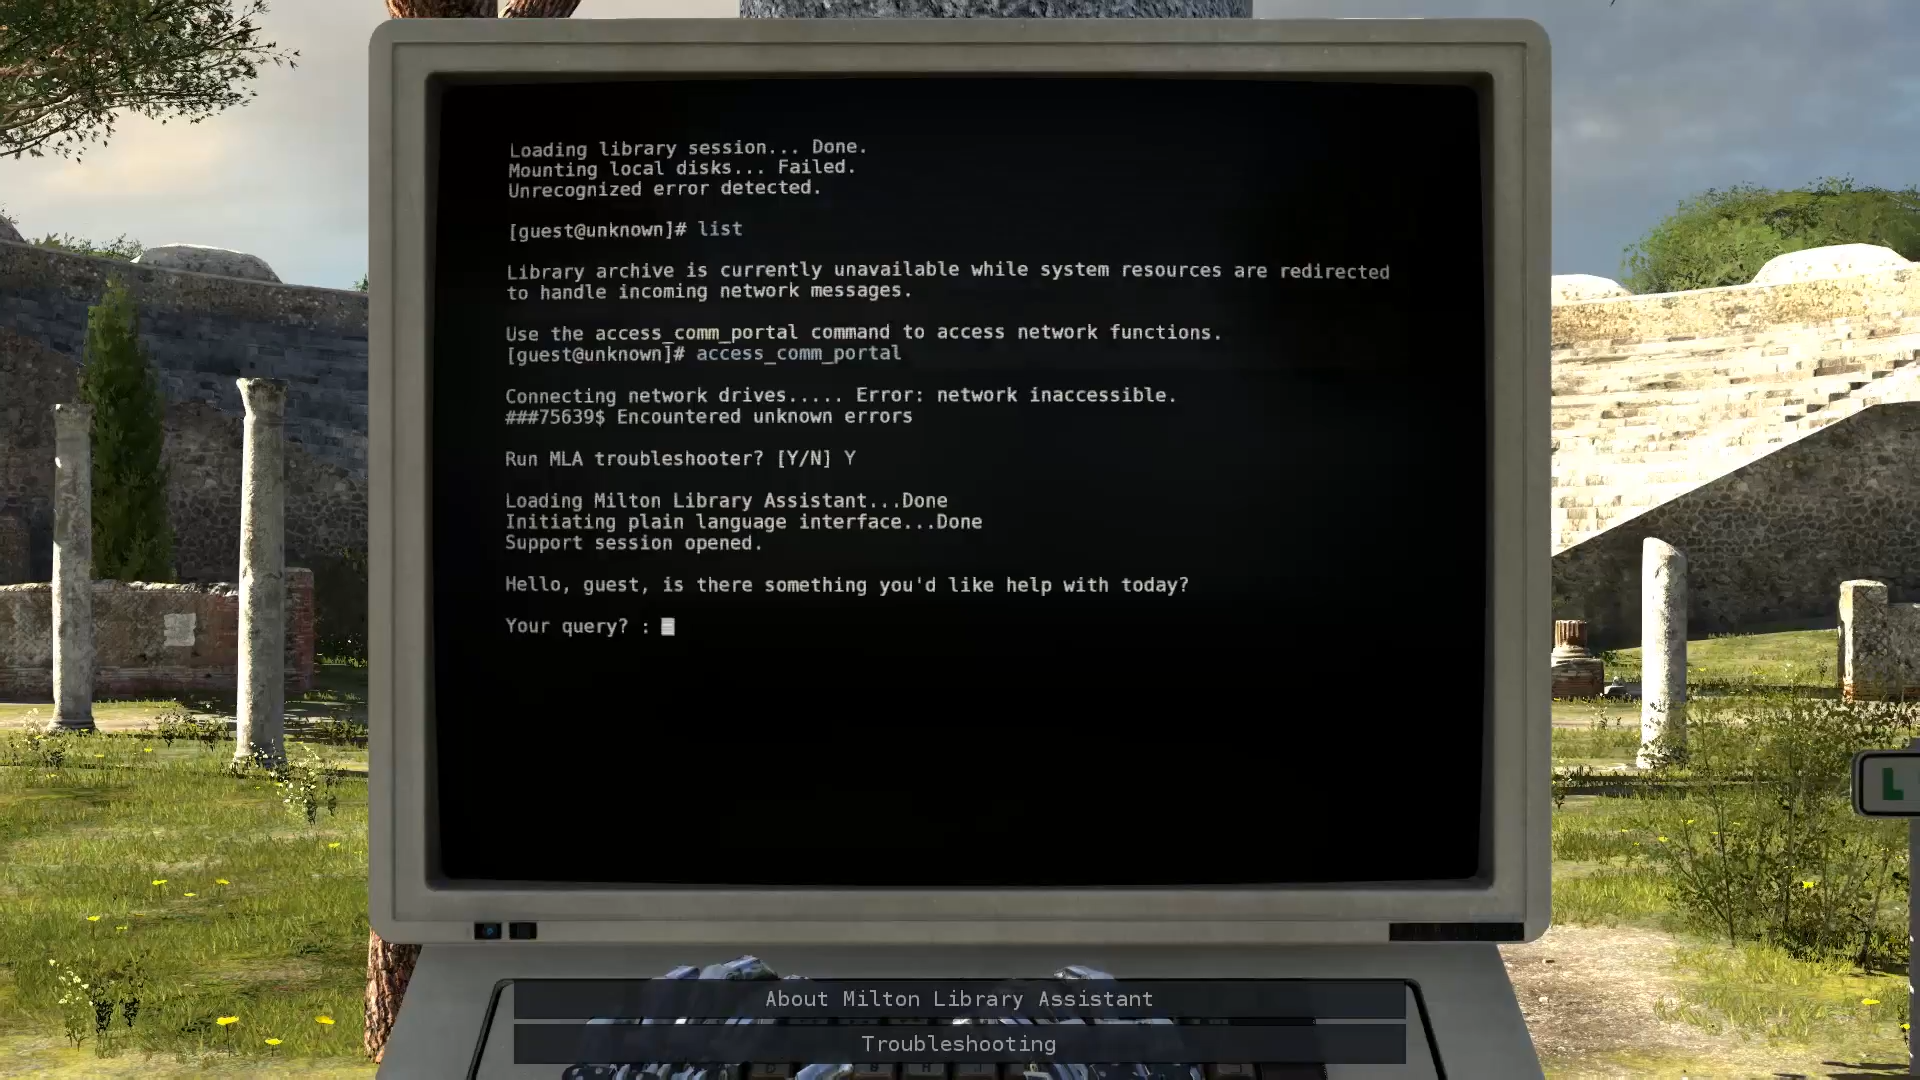 Loading library session... Done.
Mounting local disks... Failed.
Unrecognized error detected.
[guest@unknown]# list
Library archive is currently unavailable while system resources are redirected
to handle incoming network messages.
Use the access_comm_portal command to access network functions.
[guest@unknown]# access_comm_portal
Connecting network drives..... Error: network inaccessible.
###75639$ Encountered unknown errors
Run MLA troubleshooter? [Y/N] Y
Loading Milton Library Assistant...Done
Initiating plain language interface...Done
Support session opened.
Hello, guest, is there something you'd like help with today?
Your query? :
L
About Milton Library Assistant
Troubleshooting